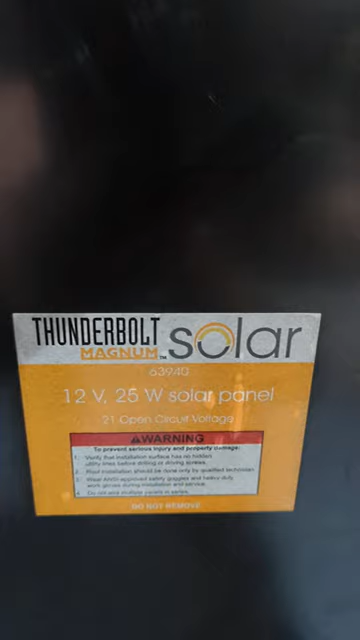 THUNDERBOLT
MAGNUM™ solar
63940
12 V, 25 W solar panel
21 Open Circuit Voltage
⚠WARNING
To prevent serious injury and property damage:
1. Verify that installation surface has no hidden
utility lines before drilling or driving screws.
2. Roof installation should be done only by qualified technician.
3. Wear ANSI-approved safety goggles and heavy duty
work gloves during installation and service.
4. Do not wire multiple panels in series.
DO NOT REMOVE